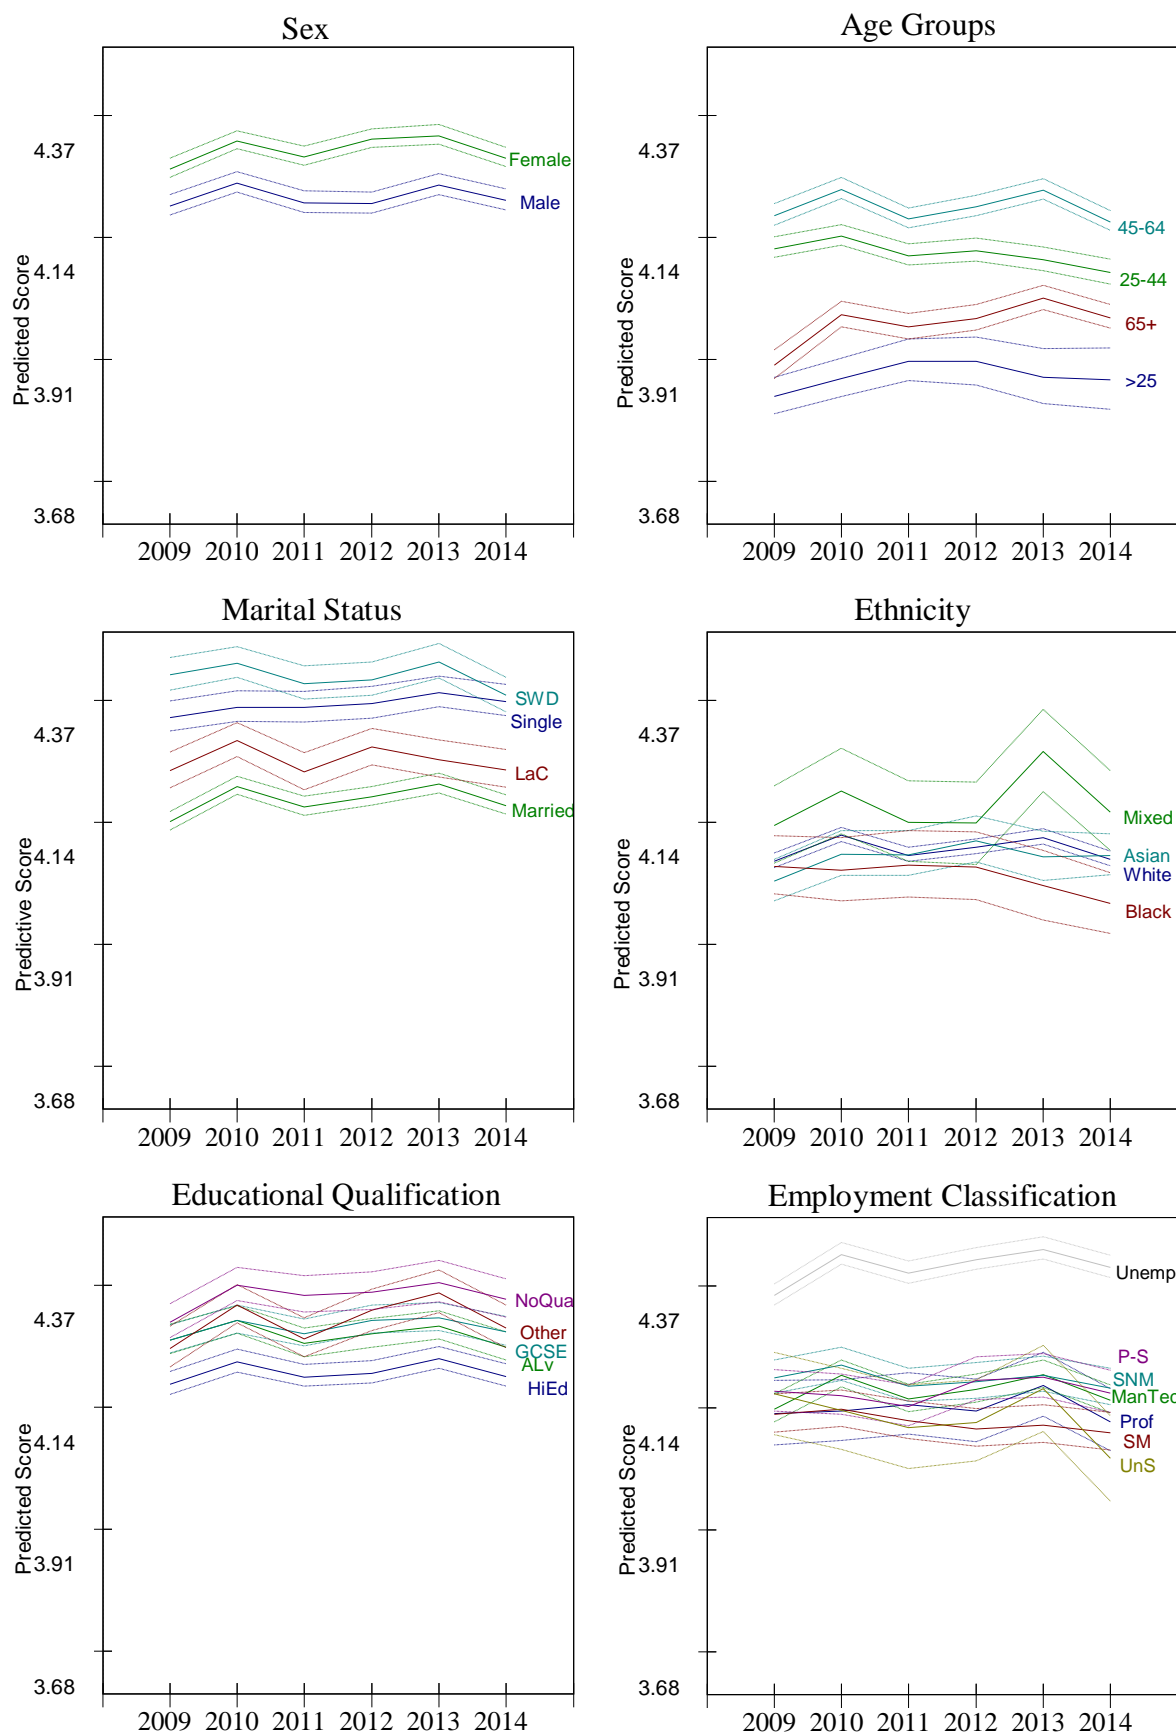 Sex
4.37
4.14
3.91
3.68
Predicted Score
Female
Male
2009 2010 2011 2012 2013 2014
Age Groups
4.37
4.14
3.91
3.68
Predicted Score
45-64
25-44
65+
>25
2009 2010 2011 2012 2013 2014
Marital Status
4.37
4.14
3.91
3.68
Predictive Score
SWD
Single
LaC
Married
2009 2010 2011 2012 2013 2014
Ethnicity
4.37
4.14
3.91
3.68
Predicted Score
Mixed
Asian
White
Black
2009 2010 2011 2012 2013 2014
Educational Qualification
4.37
4.14
3.91
3.68
Predicted Score
NoQua
Other
GCSE
ALv
HiEd
2009 2010 2011 2012 2013 2014
Employment Classification
4.37
4.14
3.91
3.68
Predicted Score
Unemp
P-S
SNM
ManTec
Prof
SM
UnS
2009 2010 2011 2012 2013 2014